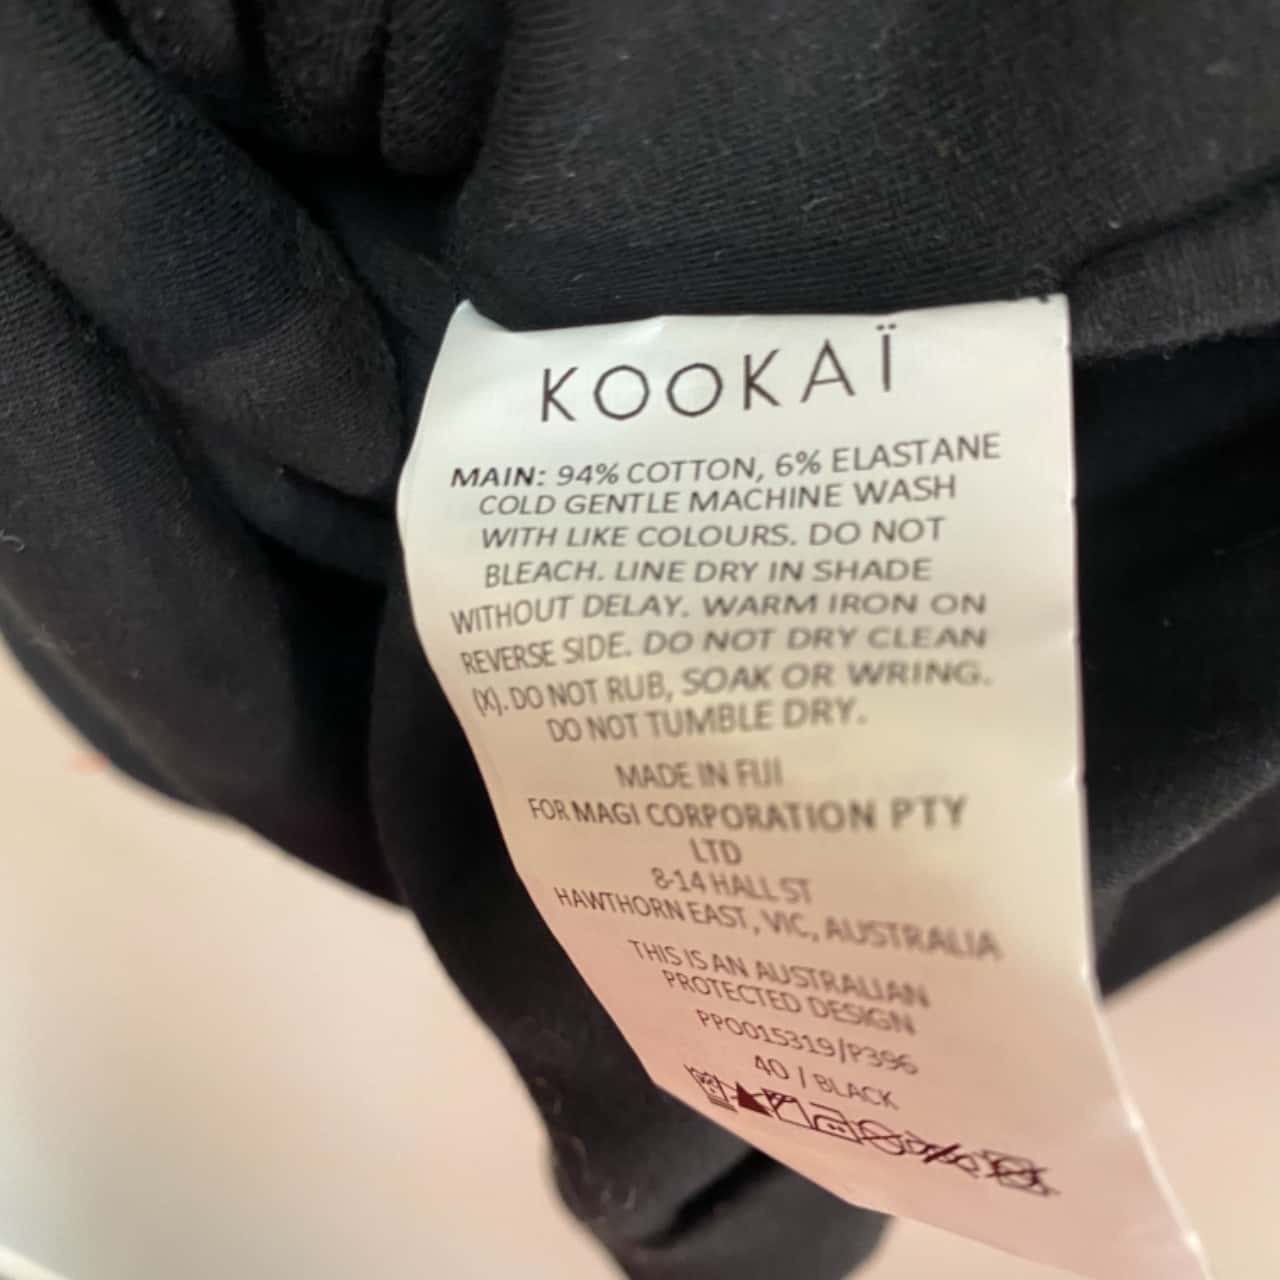 KOOKAÏ
MAIN: 94% COTTON, 6% ELASTANE
COLD GENTLE MACHINE WASH
WITH LIKE COLOURS. DO NOT
BLEACH. LINE DRY IN SHADE
WITHOUT DELAY. WARM IRON ON
REVERSE SIDE. DO NOT DRY CLEAN
(X). DO NOT RUB, SOAK OR WRING.
DO NOT TUMBLE DRY.
MADE IN FIJI
FOR MAGI CORPORATION PTY
LTD
8-14 HALL ST
HAWTHORN EAST, VIC, AUSTRALIA
THIS IS AN AUSTRALIAN
PROTECTED DESIGN
PPO015319/P396
40 / BLACK